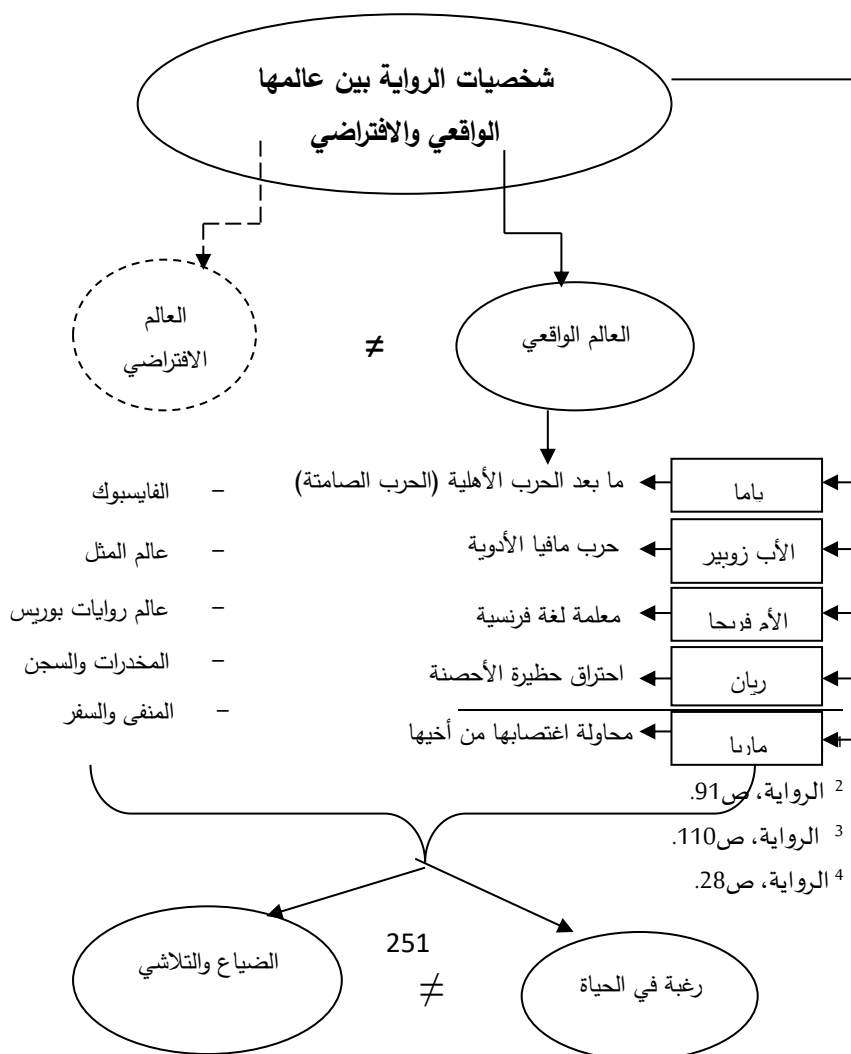 شخصيات الرواية بين عالمها
الواقعي والافتراضي
العالم الواقعي
≠
العالم
الافتراضي
ياما
ما بعد الحرب الأهلية (الحرب الصامتة)
– الفايسبوك
الأب زوبير
حرب مافيا الأدوية
– عالم المثل
الأم فريجا
معلمة لغة فرنسية
– عالم روايات بوريس
ريان
احتراق حظيرة الأحصنة
– المخدرات والسجن
ماريا
محاولة اغتصابها من أخيها
– المنفى والسفر
2 الرواية، ص91.
3 الرواية، ص110.
4 الرواية، ص28.
رغبة في الحياة
251
≠
الضياع والتلاشي